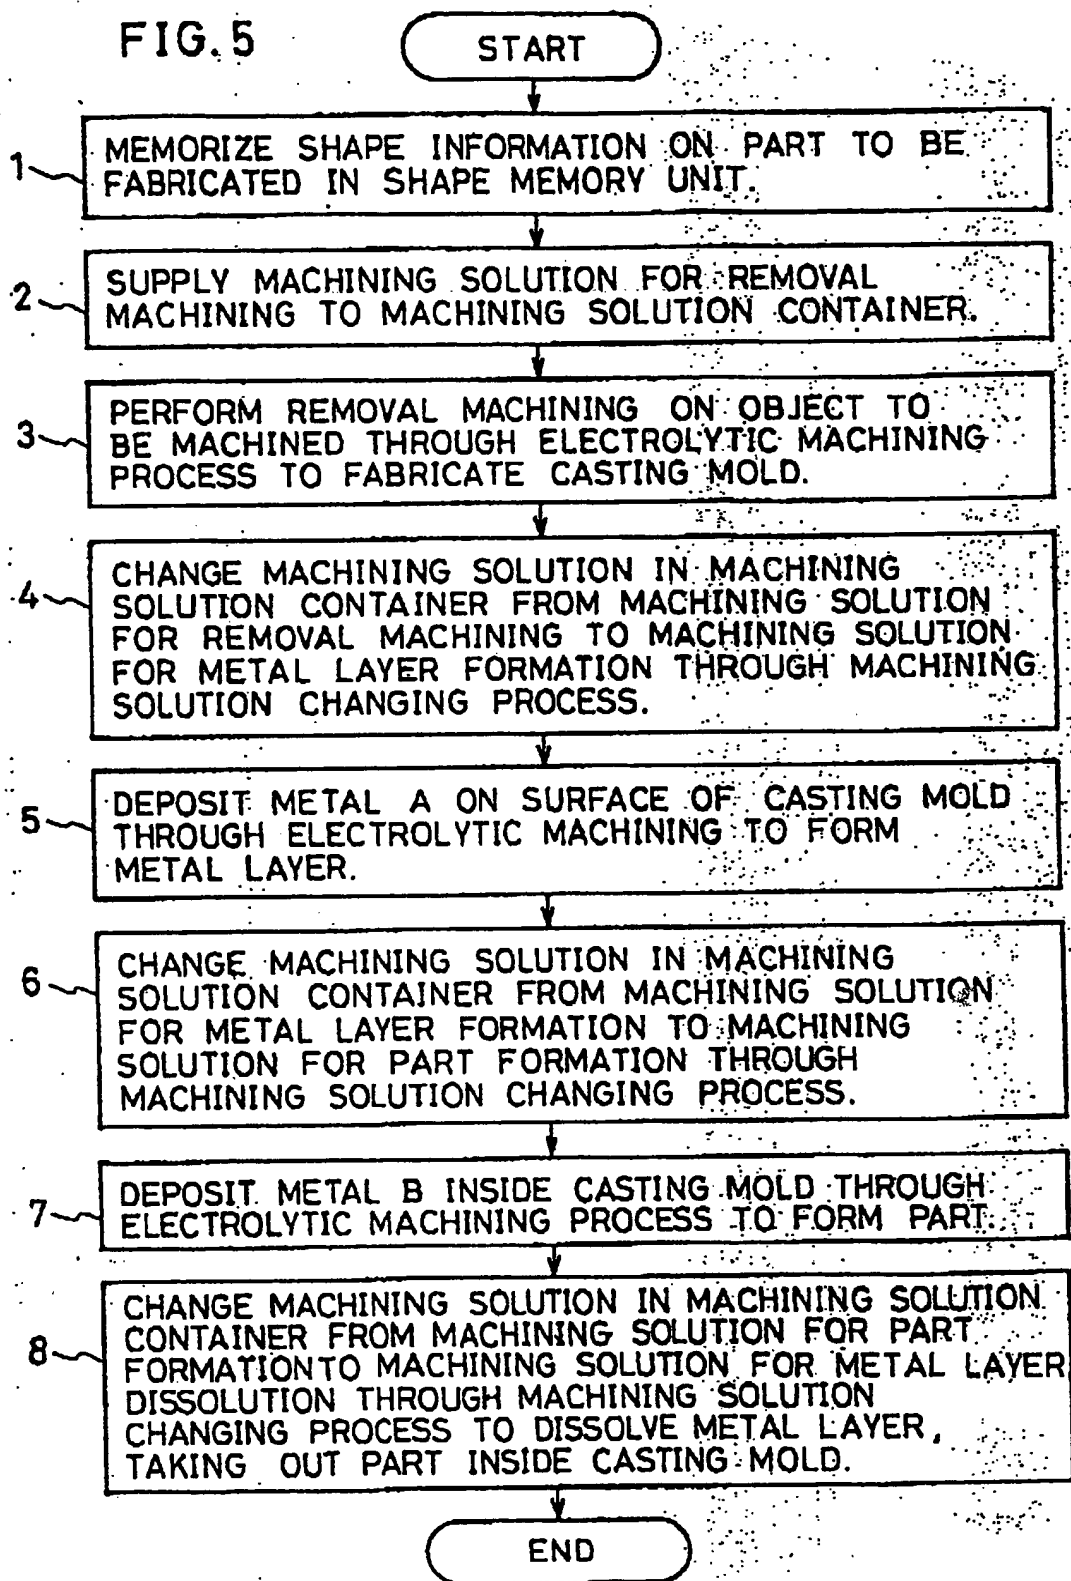 FIG.5
START
1
MEMORIZE SHAPE INFORMATION ON PART TO BE
FABRICATED IN SHAPE MEMORY UNIT.
2
SUPPLY MACHINING SOLUTION FOR REMOVAL
MACHINING TO MACHINING SOLUTION CONTAINER.
3
PERFORM REMOVAL MACHINING ON OBJECT TO
BE MACHINED THROUGH ELECTROLYTIC MACHINING
PROCESS TO FABRICATE CASTING MOLD.
4
CHANGE MACHINING SOLUTION IN MACHINING
SOLUTION CONTAINER FROM MACHINING SOLUTION
FOR REMOVAL MACHINING TO MACHINING SOLUTION
FOR METAL LAYER FORMATION THROUGH MACHINING
SOLUTION CHANGING PROCESS.
5
DEPOSIT METAL A ON SURFACE OF CASTING MOLD
THROUGH ELECTROLYTIC MACHINING TO FORM
METAL LAYER.
6
CHANGE MACHINING SOLUTION IN MACHINING
SOLUTION CONTAINER FROM MACHINING SOLUTION
FOR METAL LAYER FORMATION TO MACHINING
SOLUTION FOR PART FORMATION THROUGH
MACHINING SOLUTION CHANGING PROCESS.
7
DEPOSIT METAL B INSIDE CASTING MOLD THROUGH
ELECTROLYTIC MACHINING PROCESS TO FORM PART.
8
CHANGE MACHINING SOLUTION IN MACHINING SOLUTION
CONTAINER FROM MACHINING SOLUTION FOR PART
FORMATION TO MACHINING SOLUTION FOR METAL LAYER
DISSOLUTION THROUGH MACHINING SOLUTION
CHANGING PROCESS TO DISSOLVE METAL LAYER,
TAKING OUT PART INSIDE CASTING MOLD.
END